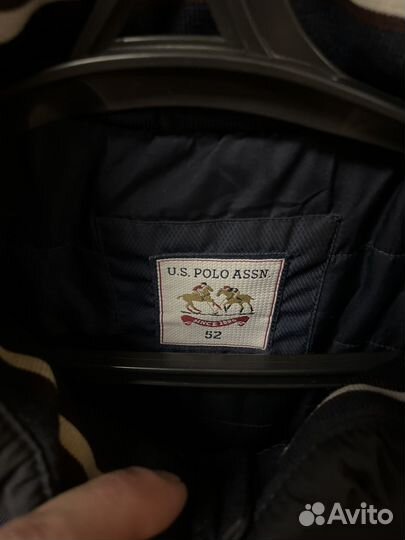 U.S. POLO ASSN.
SINCE 1890
52
Avito